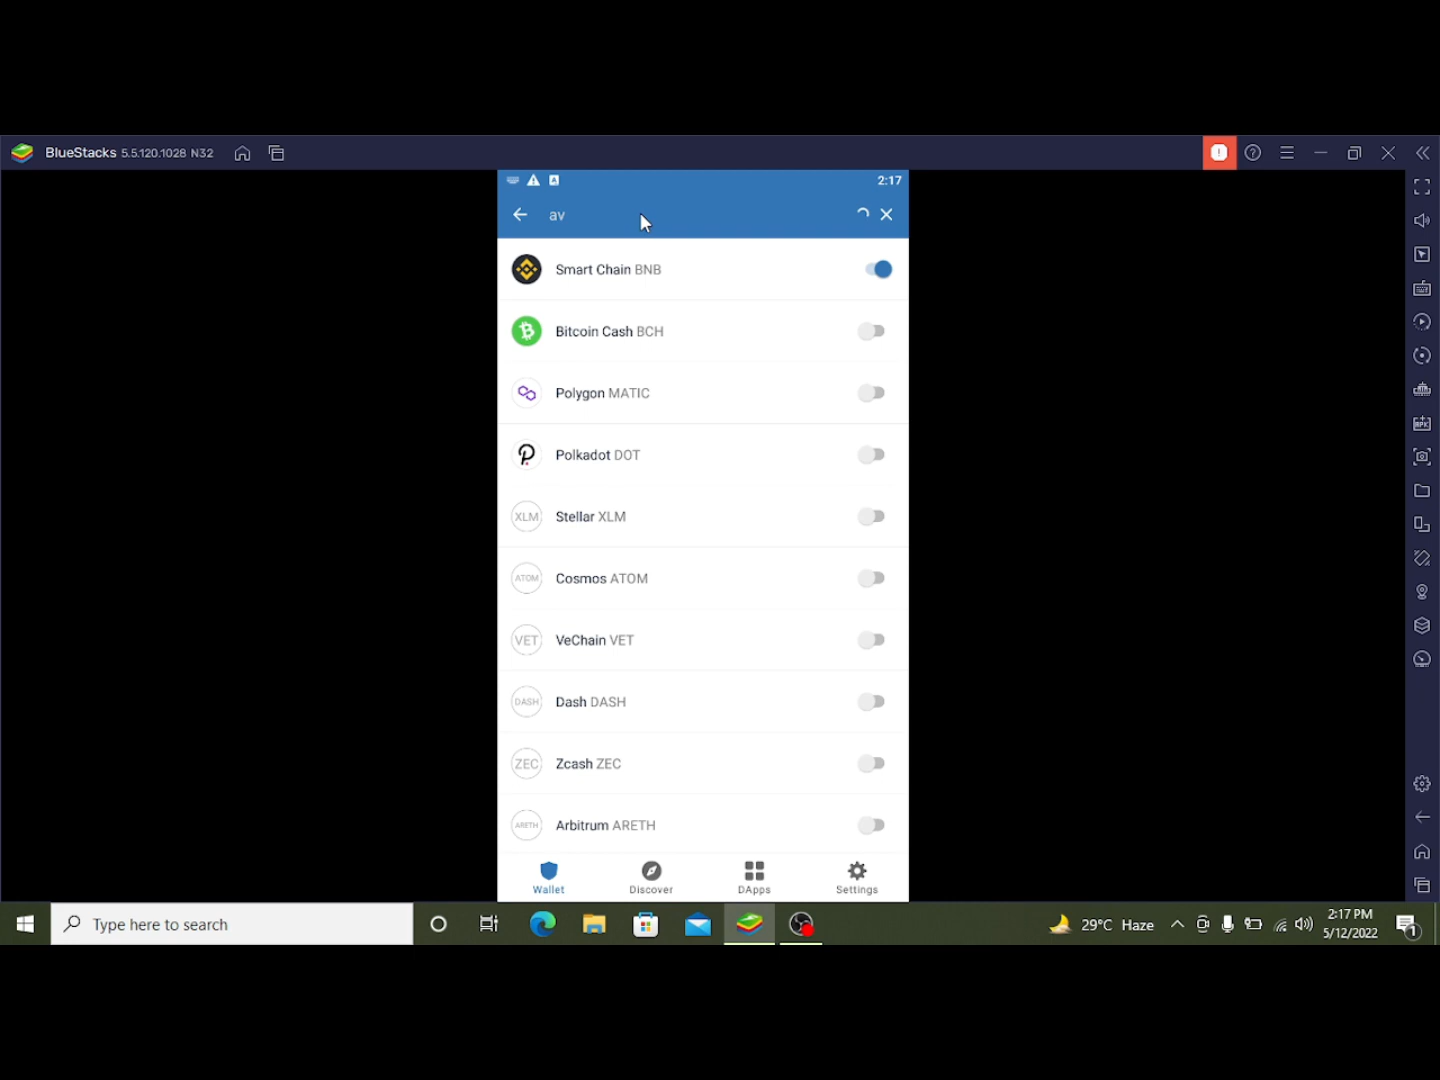 BlueStacks 5.5.120.1028 N32
2:17
av
Smart Chain BNB
Bitcoin Cash BCH
Polygon MATIC
Polkadot DOT
XLM Stellar XLM
ATOM Cosmos ATOM
VET VeChain VET
DASH Dash DASH
ZEC Zcash ZEC
ARETH Arbitrum ARETH
Wallet Discover DApps Settings
Type here to search
29°C Haze
2:17 PM
5/12/2022
1